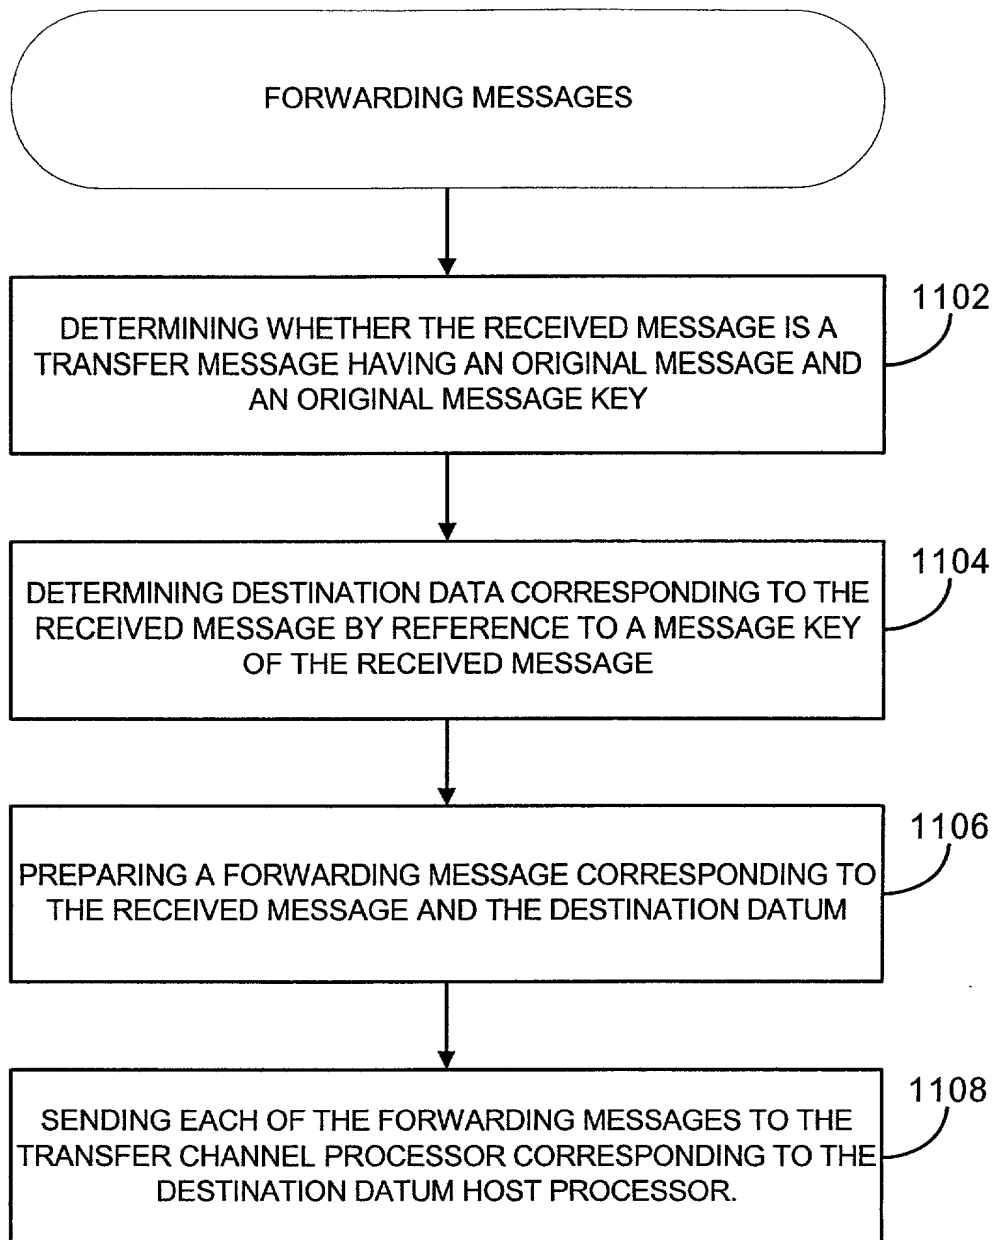 FORWARDING MESSAGES
1102
DETERMINING WHETHER THE RECEIVED MESSAGE IS A
TRANSFER MESSAGE HAVING AN ORIGINAL MESSAGE AND
AN ORIGINAL MESSAGE KEY
1104
DETERMINING DESTINATION DATA CORRESPONDING TO THE
RECEIVED MESSAGE BY REFERENCE TO A MESSAGE KEY
OF THE RECEIVED MESSAGE
1106
PREPARING A FORWARDING MESSAGE CORRESPONDING TO
THE RECEIVED MESSAGE AND THE DESTINATION DATUM
1108
SENDING EACH OF THE FORWARDING MESSAGES TO THE
TRANSFER CHANNEL PROCESSOR CORRESPONDING TO THE
DESTINATION DATUM HOST PROCESSOR.